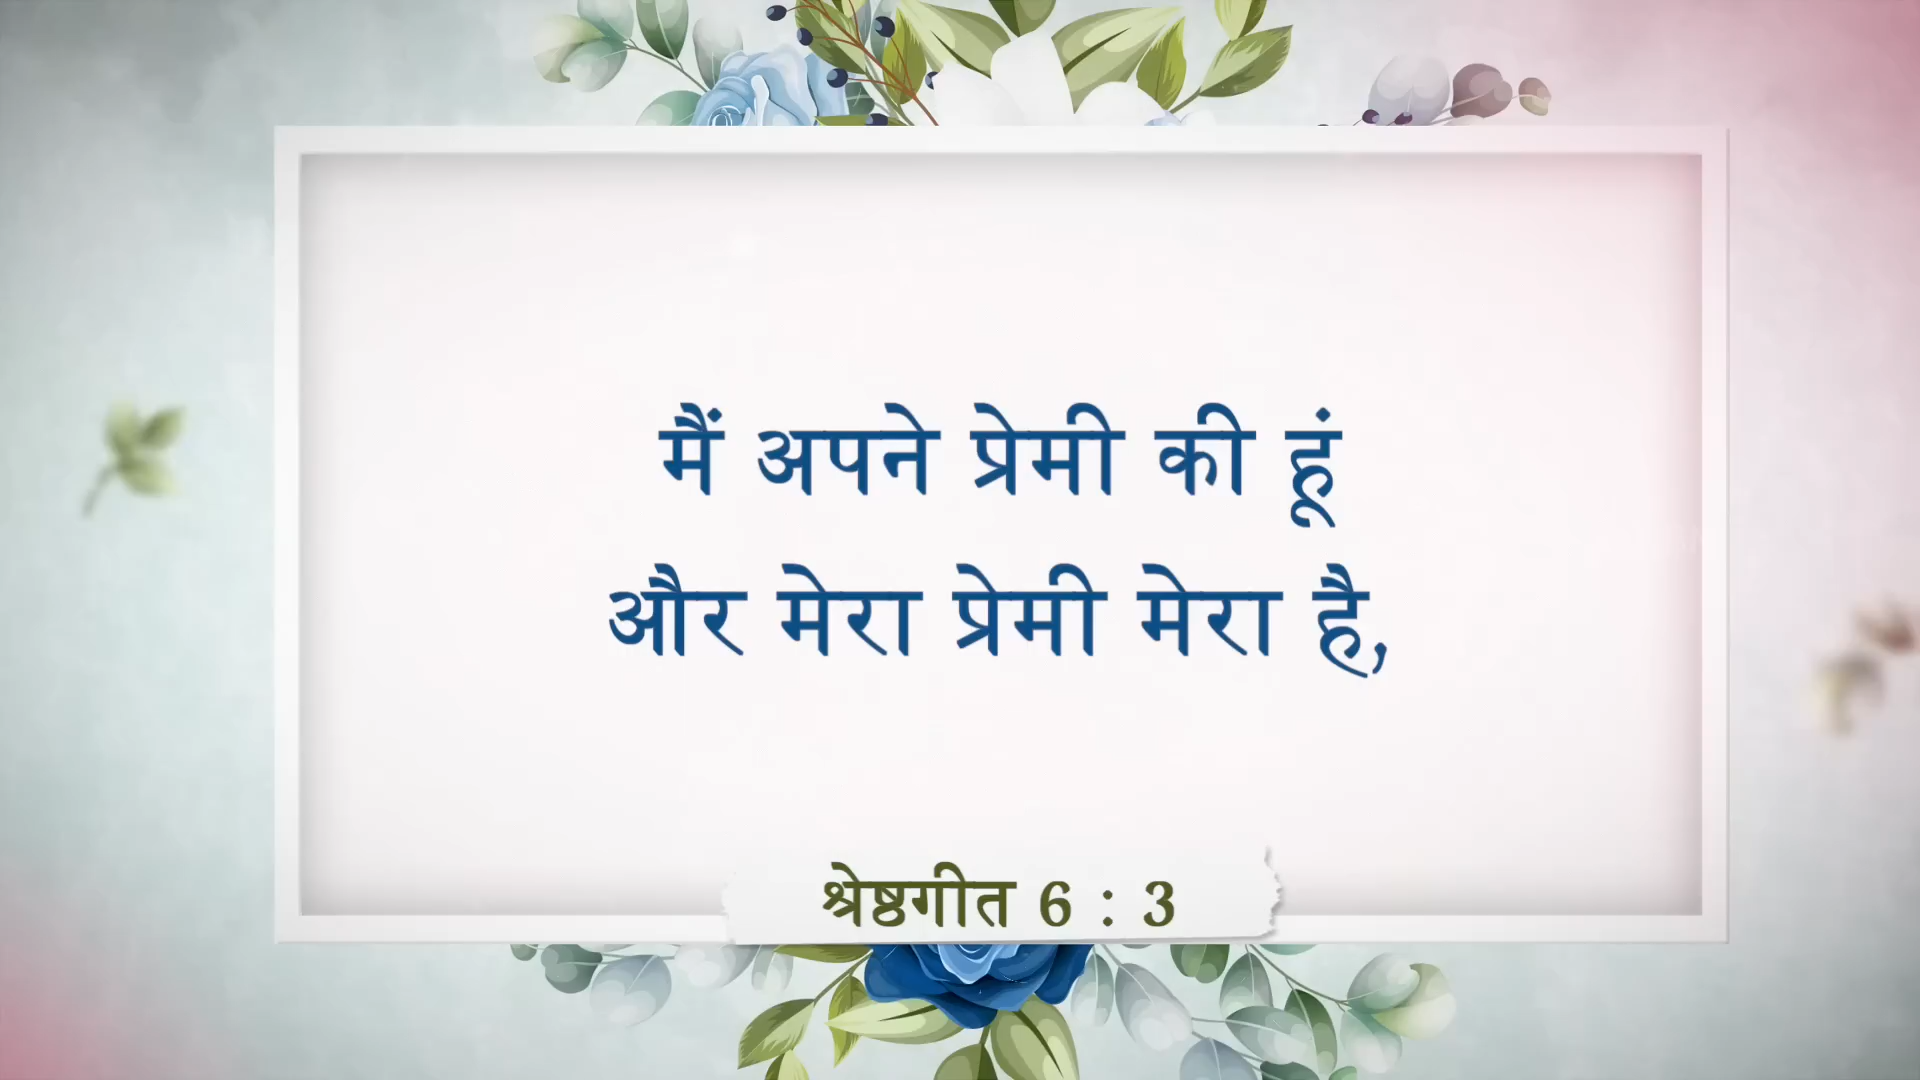 मैं अपने प्रेमी की हूं
और मेरा प्रेमी मेरा है,
श्रेष्ठगीत 6 : 3